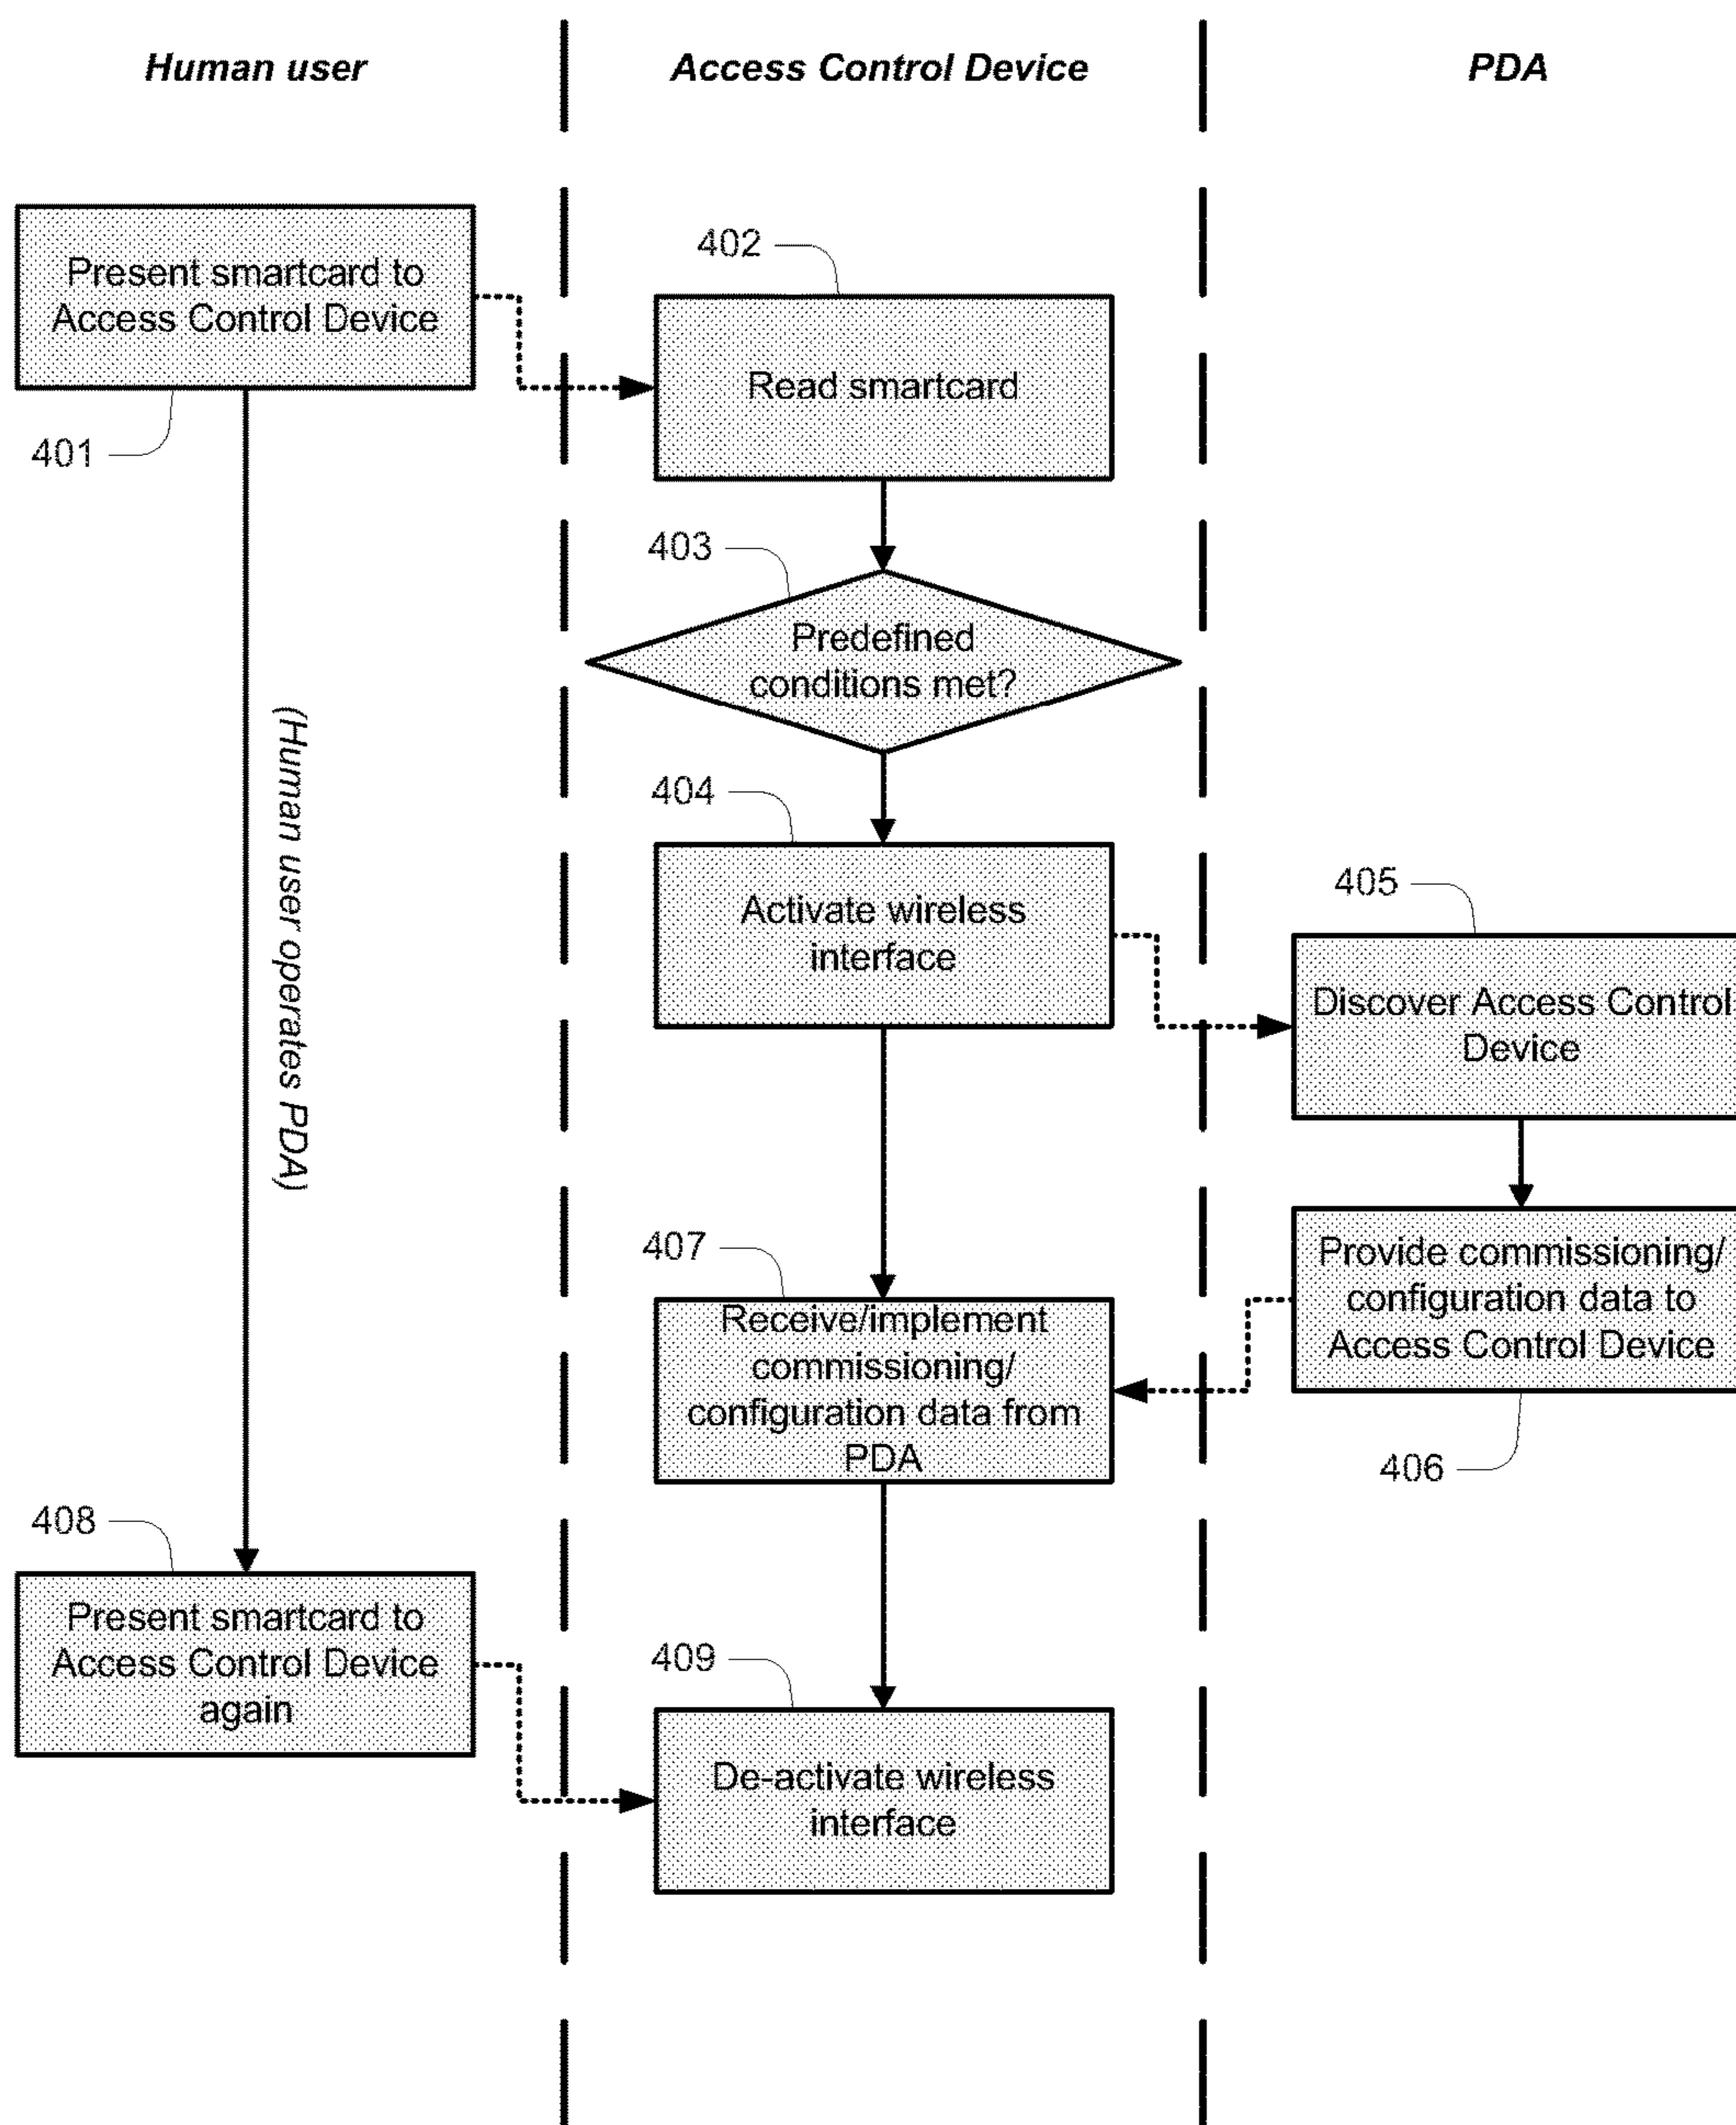 Human user
Access Control Device
PDA
Present smartcard to
Access Control Device
401
402
Read smartcard
403
Predefined
conditions met?
(Human user operates PDA)
404
Activate wireless
interface
405
Discover Access Control
Device
Provide commissioning/
configuration data to
Access Control Device
406
407
Receive/implement
commissioning/
configuration data from
PDA
408
Present smartcard to
Access Control Device
again
409
De-activate wireless
interface